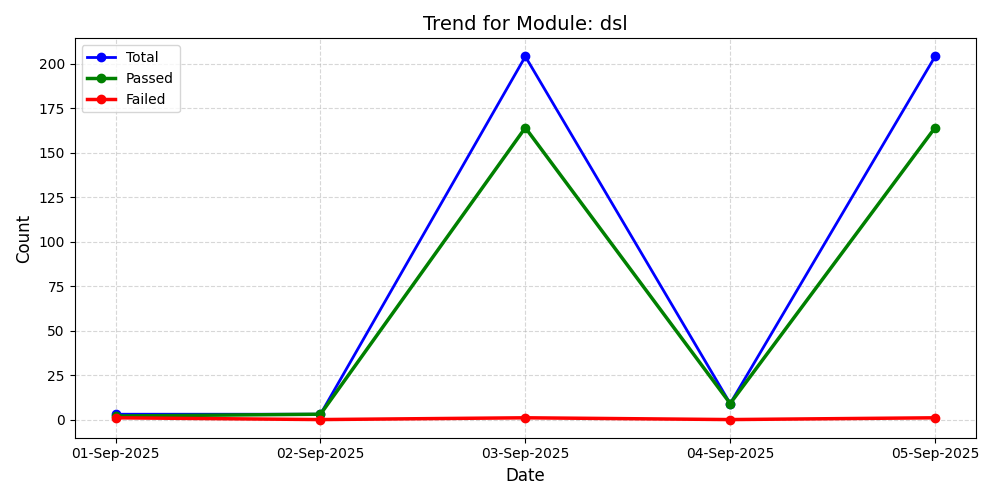 Trend for Module: dsl
Total
Passed
Failed
200
175
150
125
100
75
50
25
0
Count
01-Sep-2025 02-Sep-2025 03-Sep-2025 04-Sep-2025 05-Sep-2025
Date